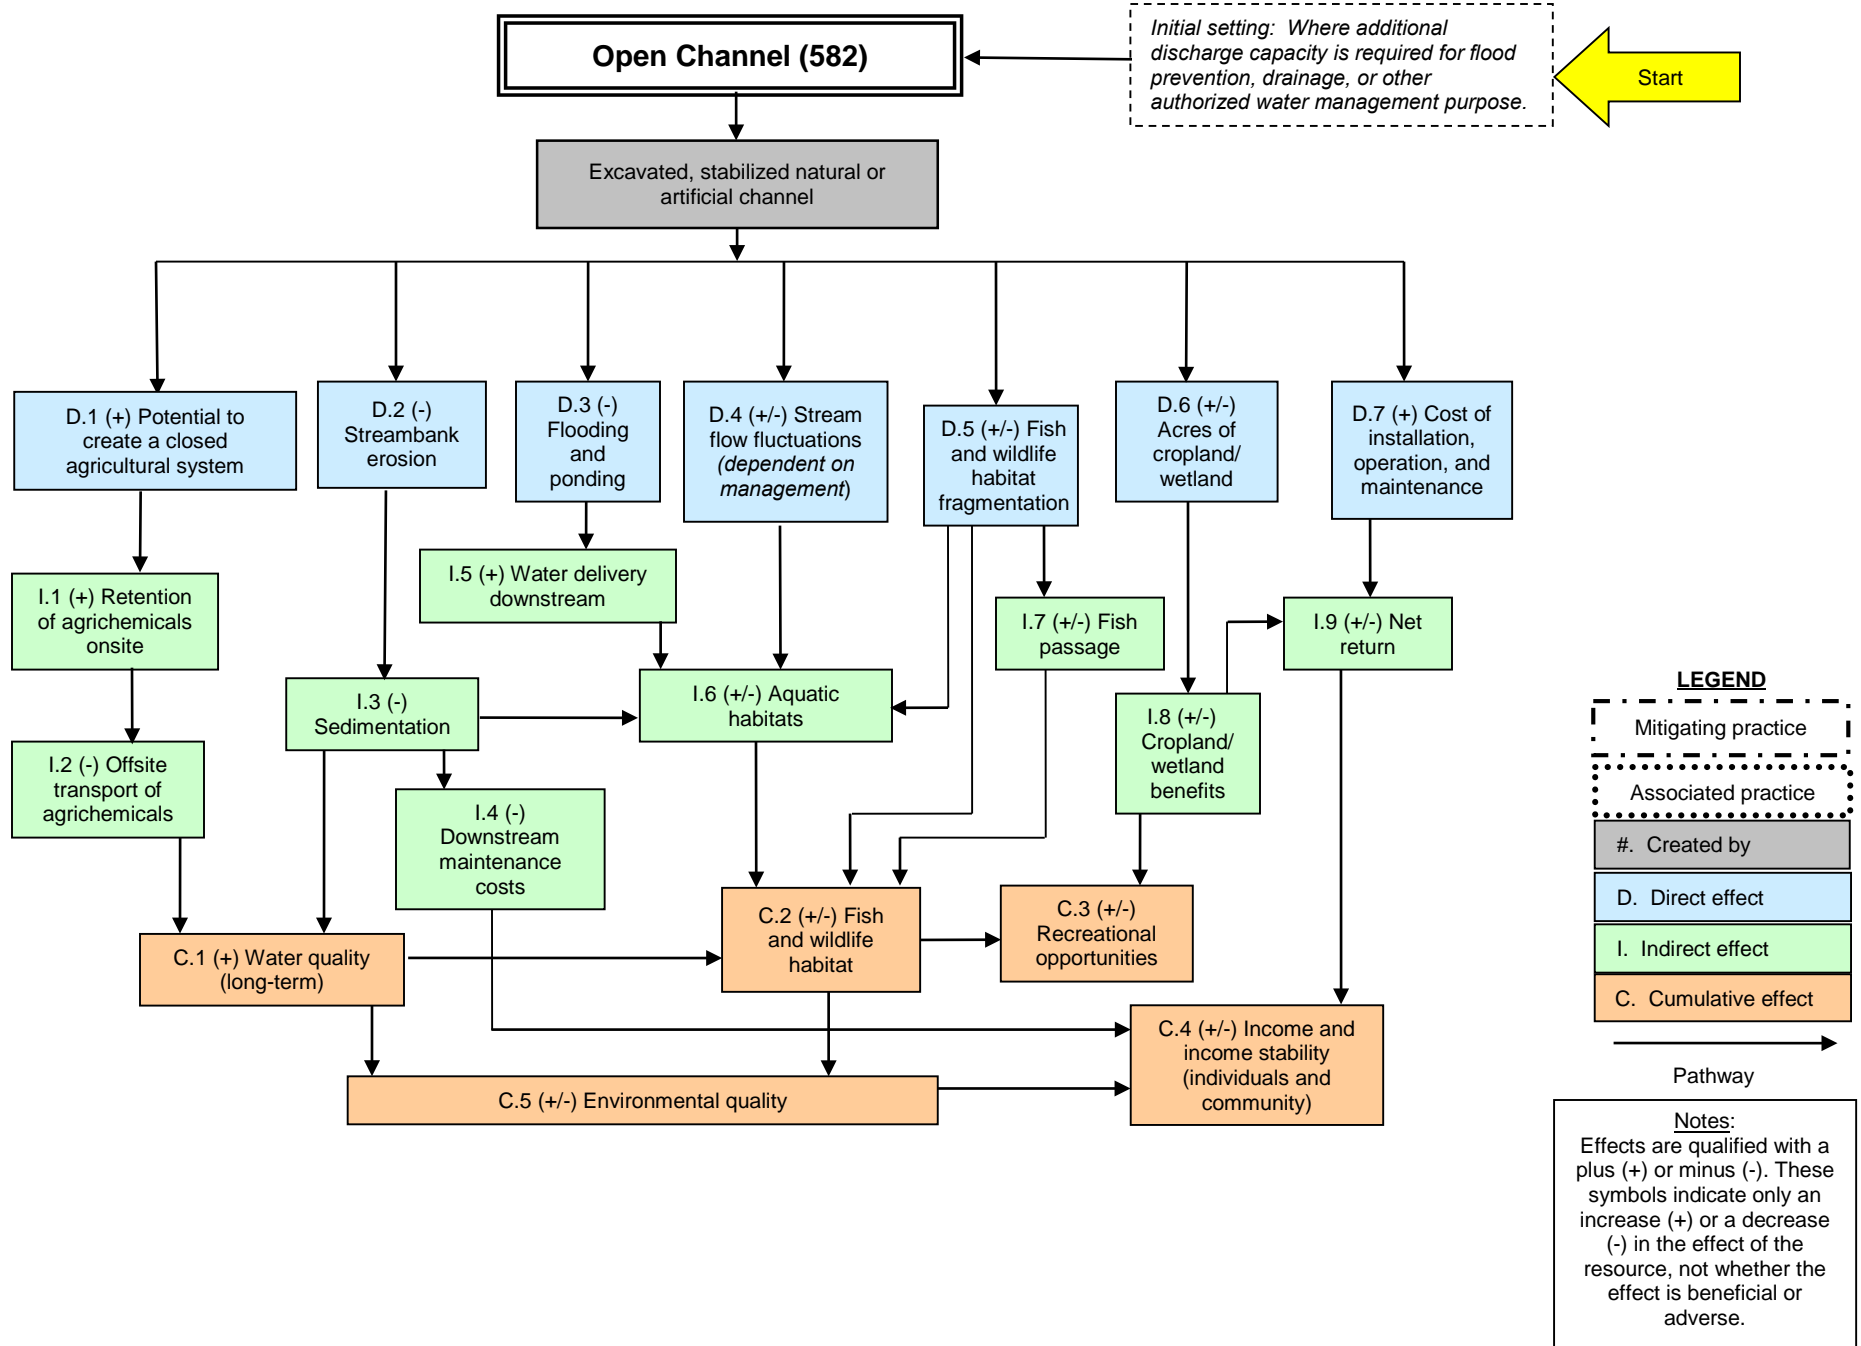 Open Channel (582)
Initial setting:  Where additional
discharge capacity is required for flood
prevention, drainage, or other
authorized water management purpose.
Start
Excavated, stabilized natural or
artificial channel
D.1 (+) Potential to
create a closed
agricultural system
D.2 (-)
Streambank
erosion
D.3 (-)
Flooding
and
ponding
D.4 (+/-) Stream
flow fluctuations
(dependent on
management)
D.5 (+/-) Fish
and wildlife
habitat
fragmentation
D.6 (+/-)
Acres of
cropland/
wetland
D.7 (+) Cost of
installation,
operation, and
maintenance
I.1 (+) Retention
of agrichemicals
onsite
I.5 (+) Water delivery
downstream
I.7 (+/-) Fish
passage
I.9 (+/-) Net
return
I.3 (-)
Sedimentation
I.6 (+/-) Aquatic
habitats
I.8 (+/-)
Cropland/
wetland
benefits
I.2 (-) Offsite
transport of
agrichemicals
I.4 (-)
Downstream
maintenance
costs
C.1 (+) Water quality
(long-term)
C.2 (+/-) Fish
and wildlife
habitat
C.3 (+/-)
Recreational
opportunities
C.4 (+/-) Income and
income stability
(individuals and
community)
C.5 (+/-) Environmental quality
LEGEND
Mitigating practice
Associated practice
#.  Created by
D.  Direct effect
I.  Indirect effect
C.  Cumulative effect
Pathway
Notes:
Effects are qualified with a
plus (+) or minus (-). These
symbols indicate only an
increase (+) or a decrease
(-) in the effect of the
resource, not whether the
effect is beneficial or
adverse.